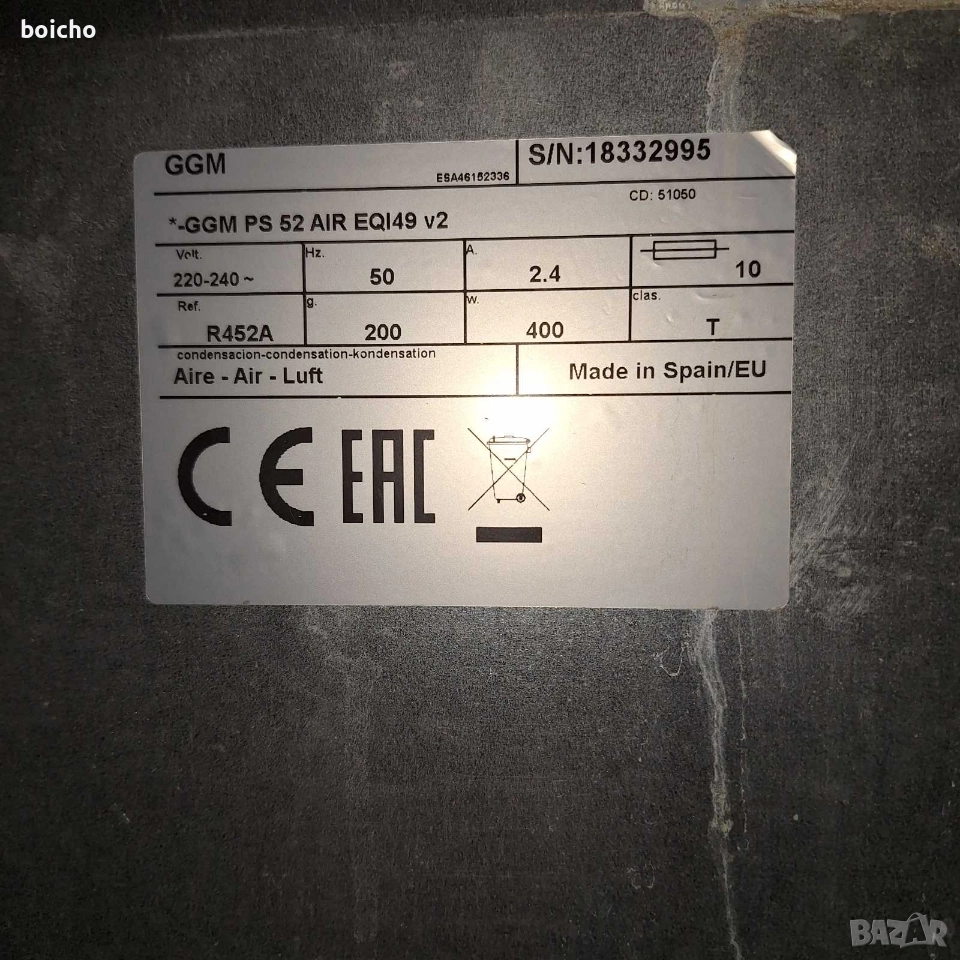 boicho
GGM ESA46152336 S/N:18332995
CD: 51050
*-GGM PS 52 AIR EQI49 v2
Volt. Hz. A.
220-240 ~ 50 2.4 10
Ref. g. w. clas.
R452A 200 400 T
condensacion-condensation-kondensation
Aire - Air - Luft Made in Spain/EU
CE EAC
BAZAR